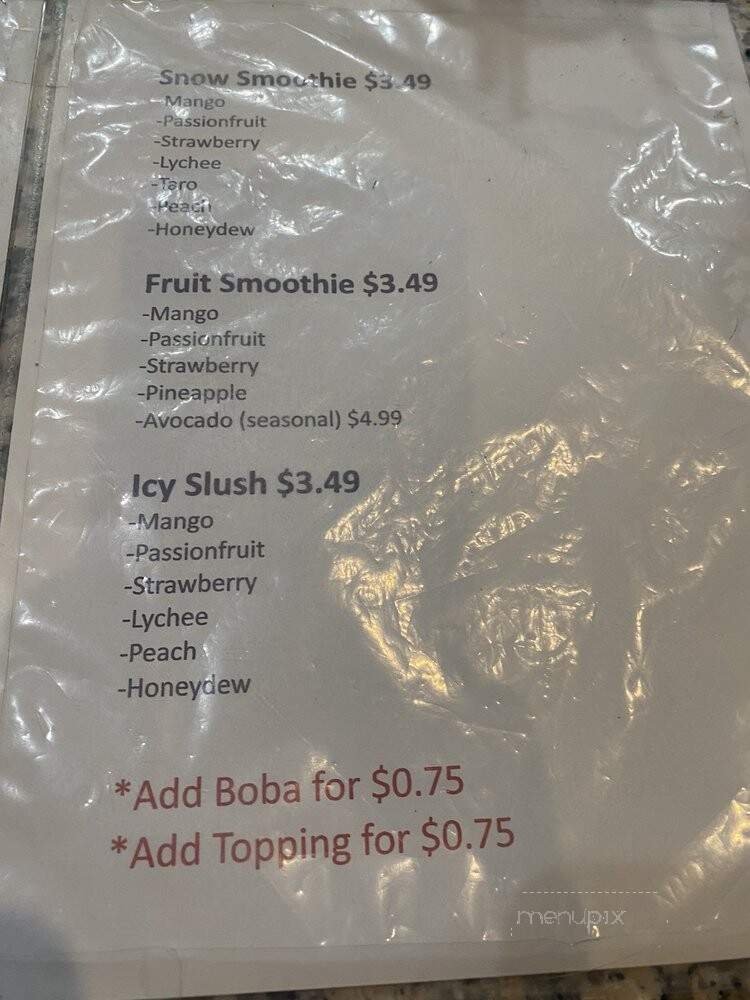 Snow Smoothie $3.49
-Mango
-Passionfruit
-Strawberry
-Lychee
-Taro
-Peach
-Honeydew
Fruit Smoothie $3.49
-Mango
-Passionfruit
-Strawberry
-Pineapple
-Avocado (seasonal) $4.99
Icy Slush $3.49
-Mango
-Passionfruit
-Strawberry
-Lychee
-Peach
-Honeydew
*Add Boba for $0.75
*Add Topping for $0.75
menupix